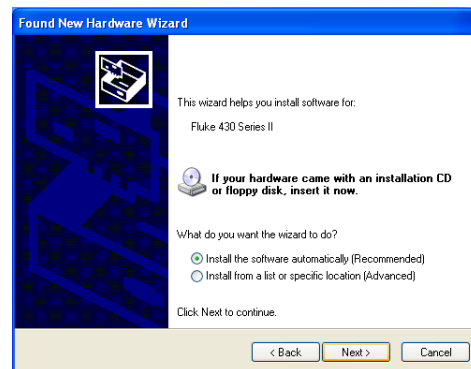 Found New Hardware Wizard
This wizard helps you install software for:
Fluke 430 Series II
If your hardware came with an installation CD
or floppy disk, insert it now.
What do you want the wizard to do?
Install the software automatically (Recommended)
Install from a list or specific location (Advanced)
Click Next to continue.
< Back Next > Cancel